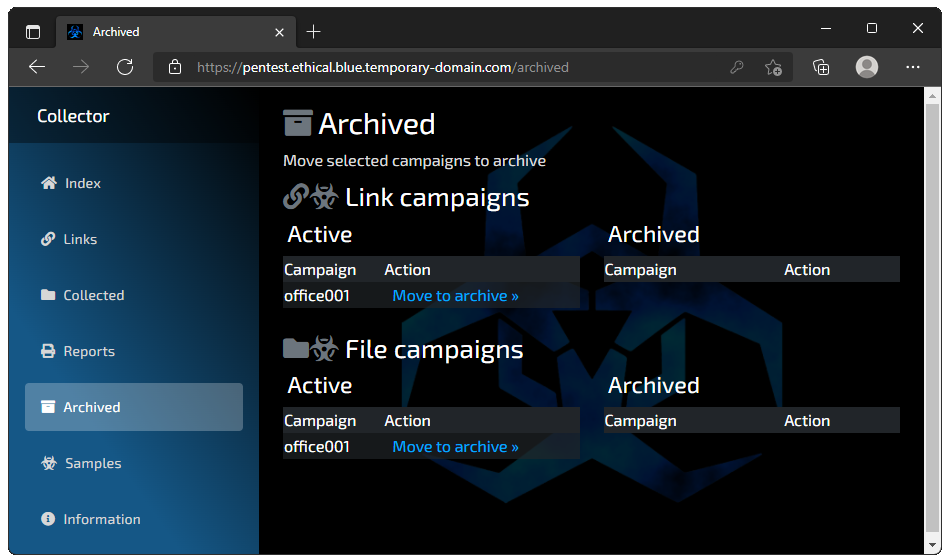 Archived
https://pentest.ethical.blue.temporary-domain.com/archived
Collector
Index
Links
Collected
Reports
Archived
Samples
Information
Archived
Move selected campaigns to archive
Link campaigns
Active
Campaign Action
office001 Move to archive »
Archived
Campaign Action
File campaigns
Active
Campaign Action
office001 Move to archive »
Archived
Campaign Action